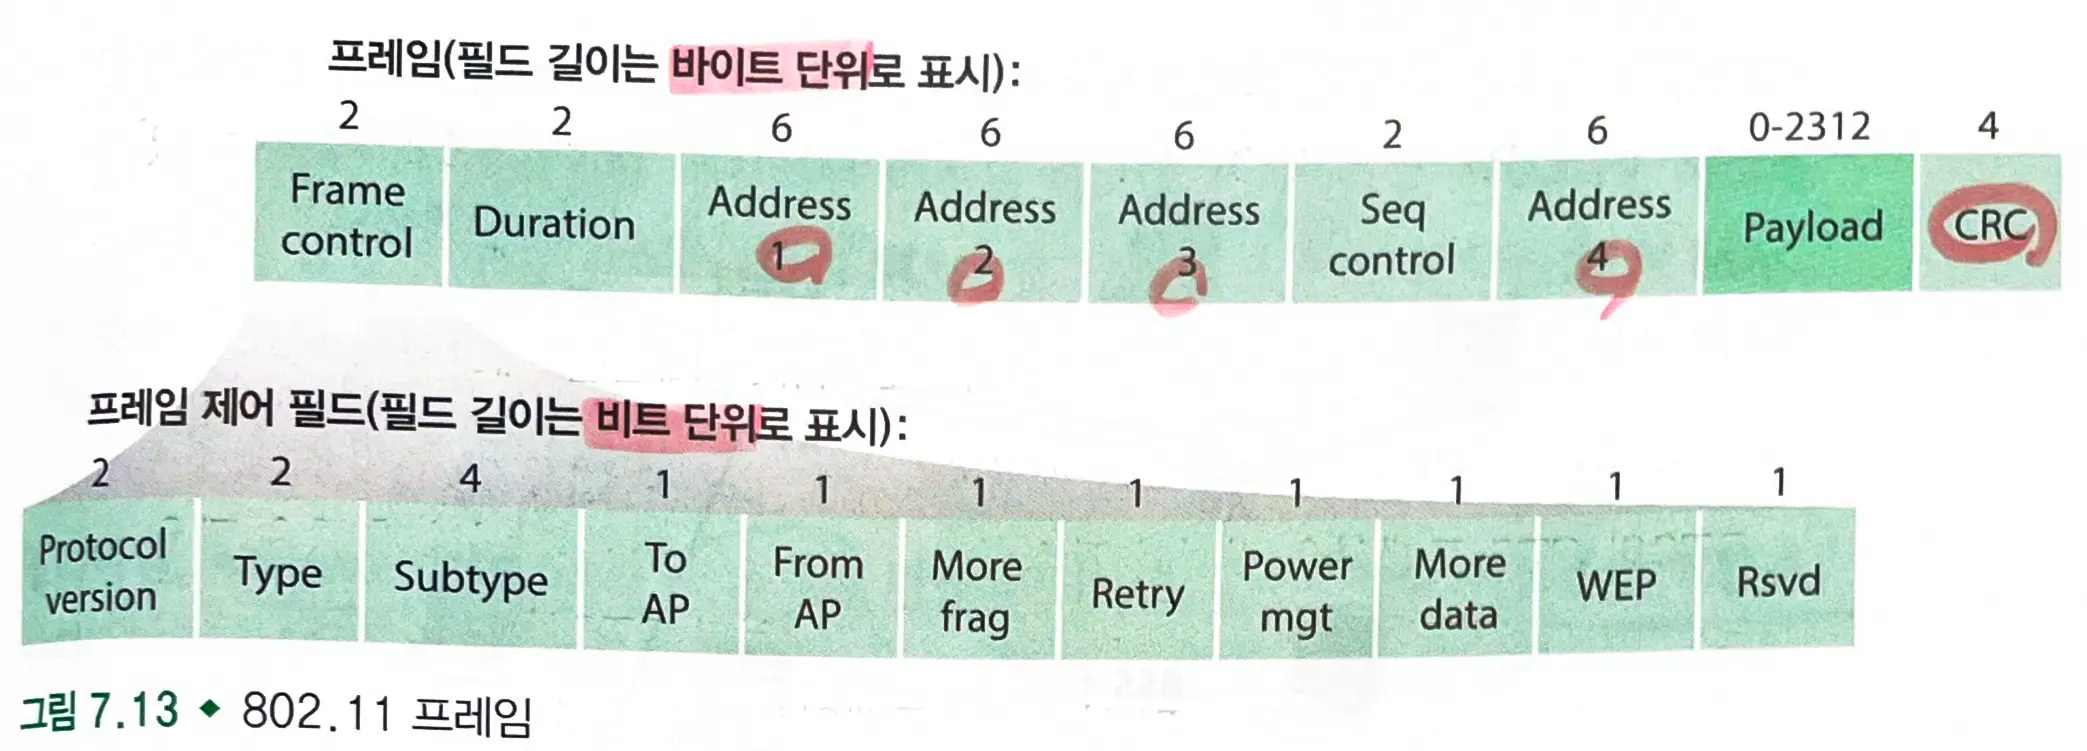 프레임(필드 길이는 바이트 단위로 표시):
2 2 6 6 6 2 6 0-2312 4
Frame control Duration Address 1 Address 2 Address 3 Seq control Address 4 Payload CRC
프레임 제어 필드(필드 길이는 비트 단위로 표시):
2 2 4 1 1 1 1 1 1 1 1
Protocol version Type Subtype To AP From AP More frag Retry Power mgt More data WEP Rsvd
그림 7.13 ◆ 802.11 프레임